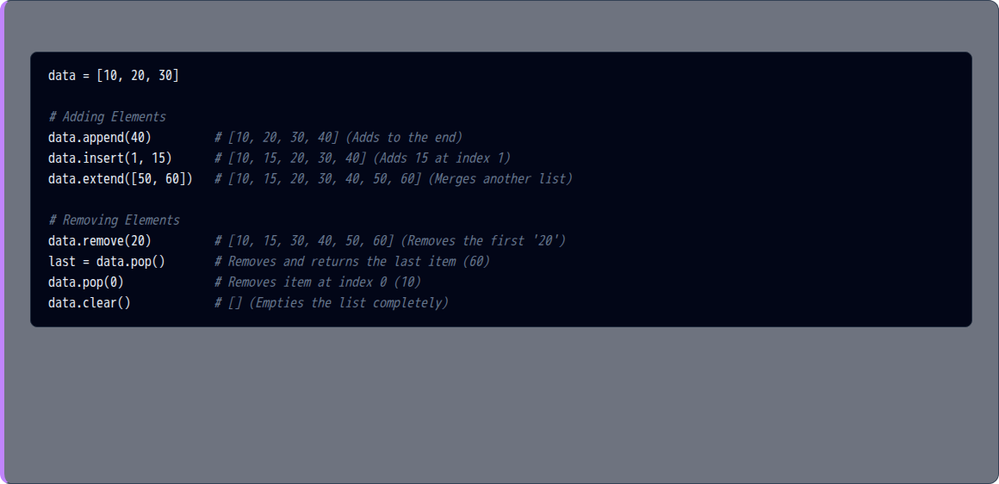 data = [10, 20, 30]
# Adding Elements
data.append(40)         # [10, 20, 30, 40] (Adds to the end)
data.insert(1, 15)      # [10, 15, 20, 30, 40] (Adds 15 at index 1)
data.extend([50, 60])   # [10, 15, 20, 30, 40, 50, 60] (Merges another list)
# Removing Elements
data.remove(20)         # [10, 15, 30, 40, 50, 60] (Removes the first '20')
last = data.pop()       # Removes and returns the last item (60)
data.pop(0)             # Removes item at index 0 (10)
data.clear()            # [] (Empties the list completely)